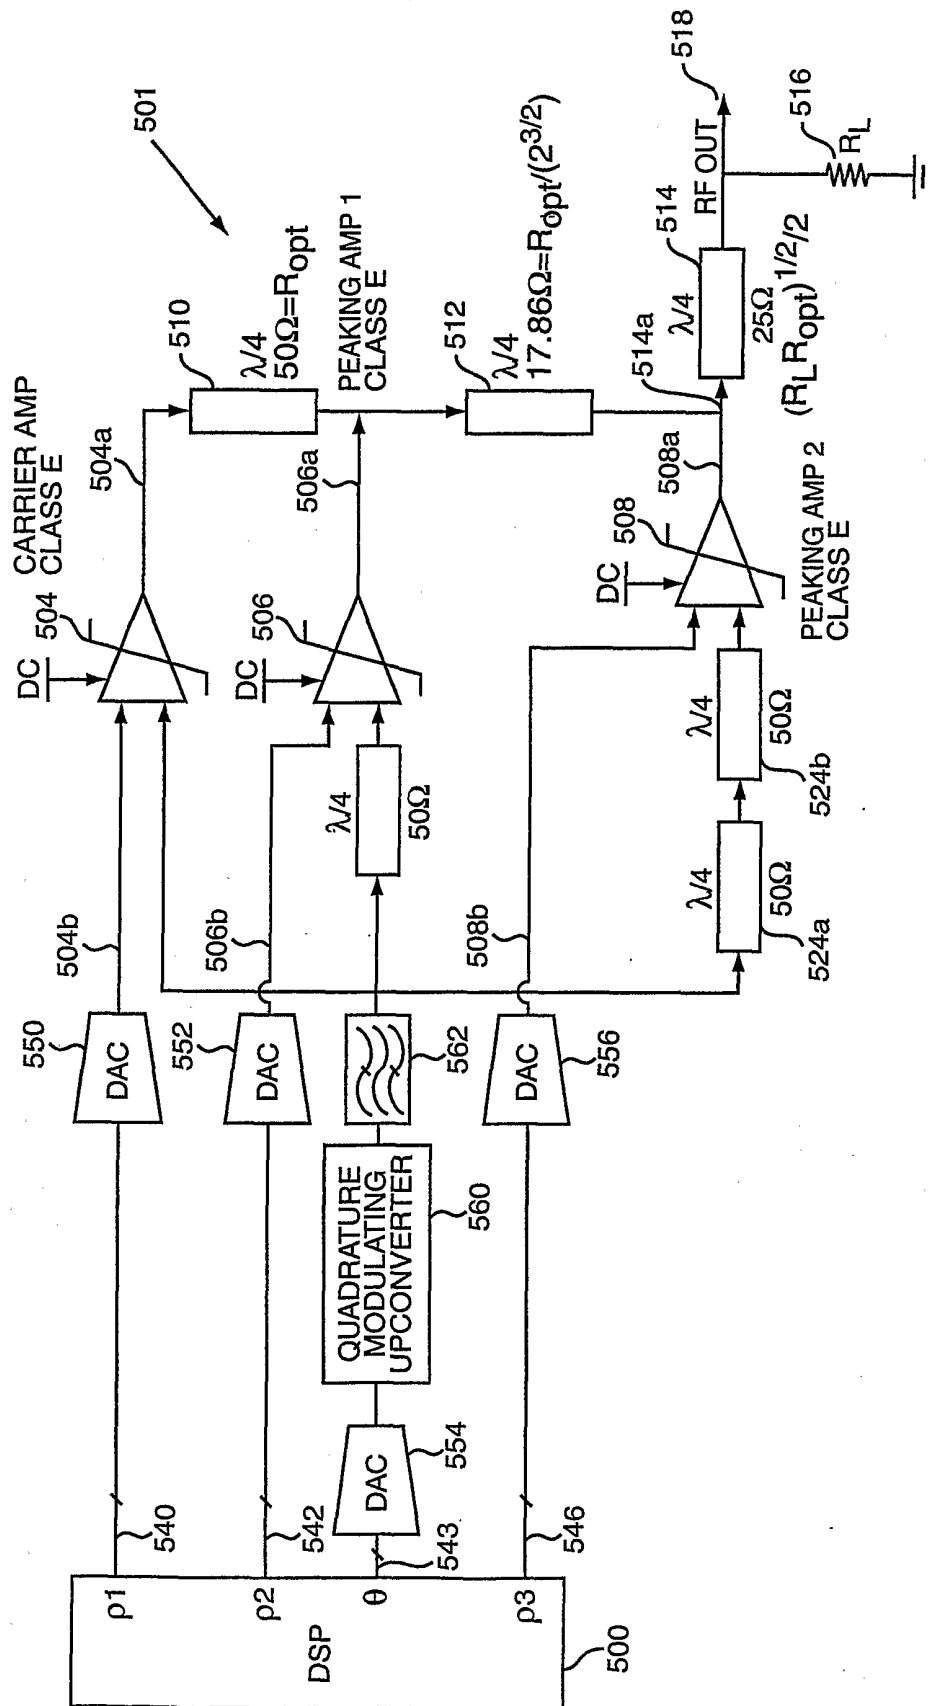 501
CARRIER AMP
CLASS E
504
DC
504a
510
λ/4
50Ω=Ropt
PEAKING AMP 1
CLASS E
506
DC
506a
512
λ/4
17.86Ω=Ropt/(2^3/2)
508
DC
508a
PEAKING AMP 2
CLASS E
514a
514
λ/4
25Ω
(RLRopt)^1/2/2
RF OUT
518
516
RL
504b
506b
λ/4
50Ω
508b
λ/4
50Ω
524a
λ/4
50Ω
524b
550
DAC
552
DAC
562
556
DAC
QUADRATURE
MODULATING
UPCONVERTER
560
DAC
554
540
542
543
546
ρ1
ρ2
θ
ρ3
DSP
500